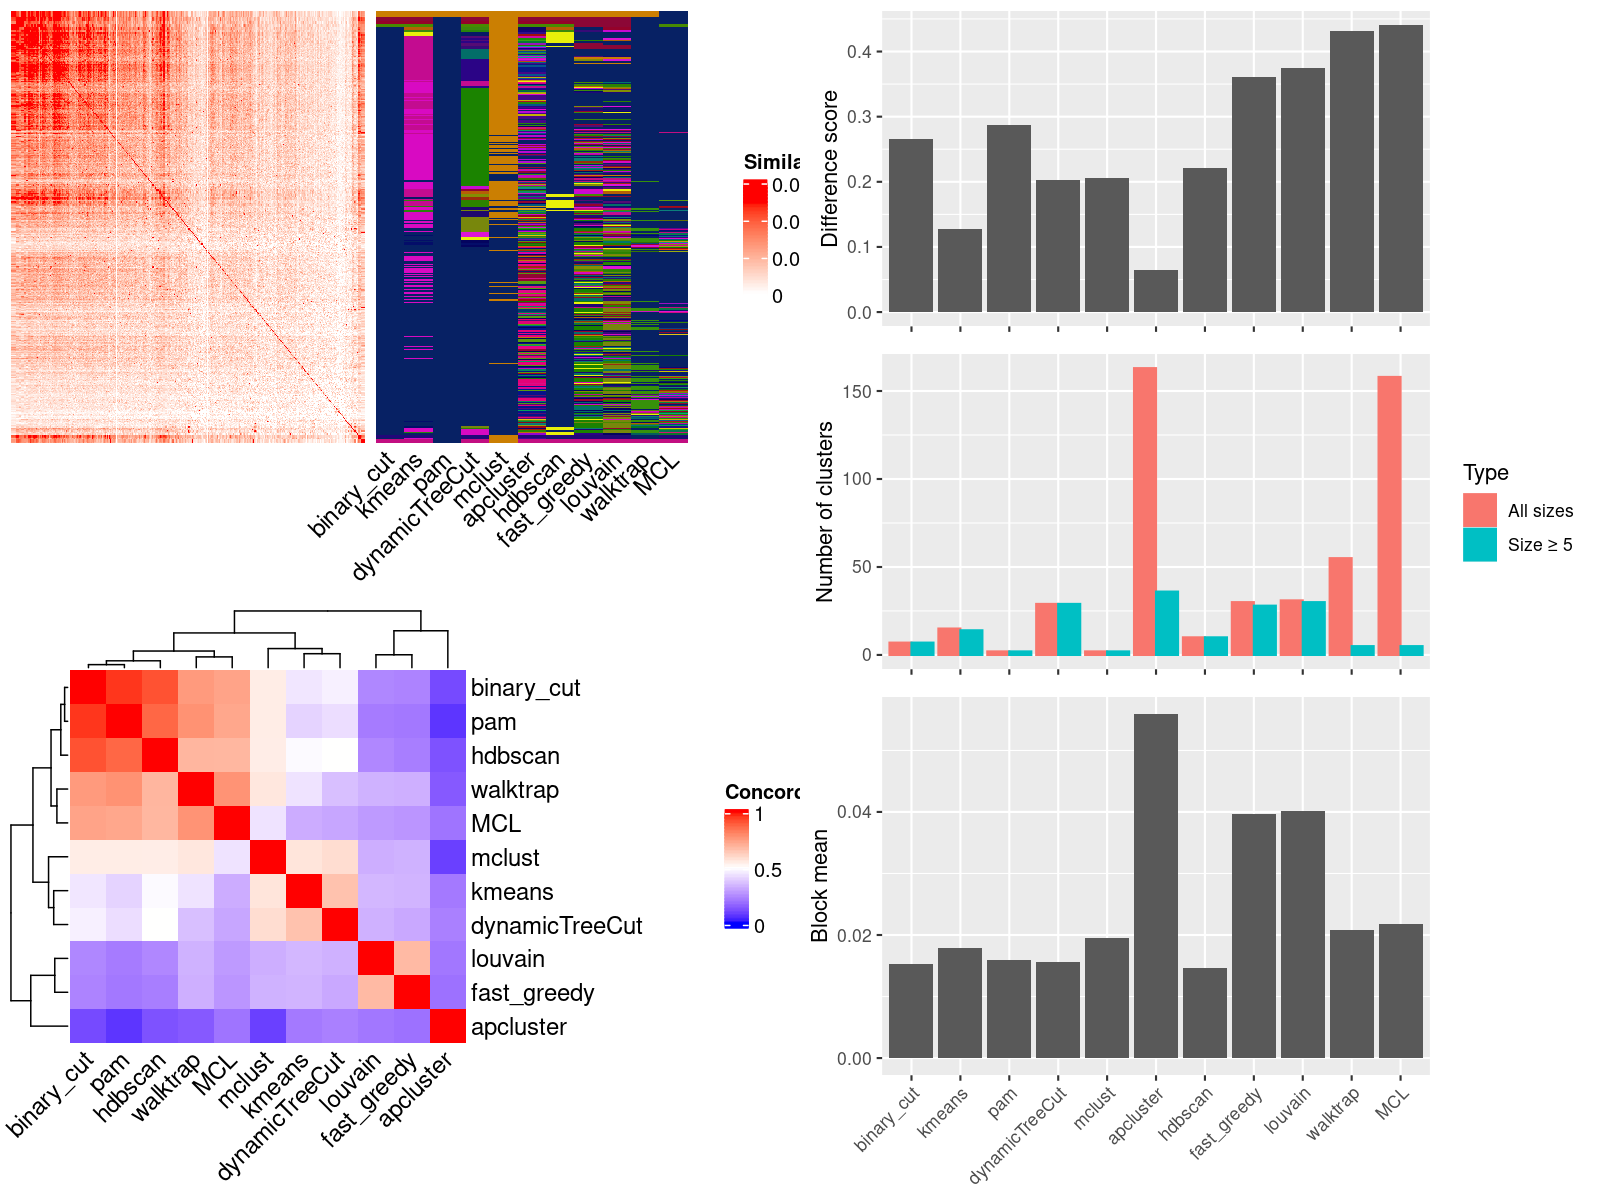 Simila
0.0
0.0
0.0
0
binary_cut
kmeans
pam
dynamicTreeCut
mclust
apcluster
hdbscan
fast_greedy
louvain
walktrap
MCL
binary_cut
pam
hdbscan
walktrap
MCL
mclust
kmeans
dynamicTreeCut
louvain
fast_greedy
apcluster
binary_cut
pam
hdbscan
walktrap
MCL
mclust
kmeans
dynamicTreeCut
louvain
fast_greedy
apcluster
Concord
1
0.5
0
Difference score
0.4
0.3
0.2
0.1
0.0
Number of clusters
150
100
50
0
Type
All sizes
Size ≥ 5
Block mean
0.04
0.02
0.00
binary_cut
kmeans
pam
dynamicTreeCut
mclust
apcluster
hdbscan
fast_greedy
louvain
walktrap
MCL